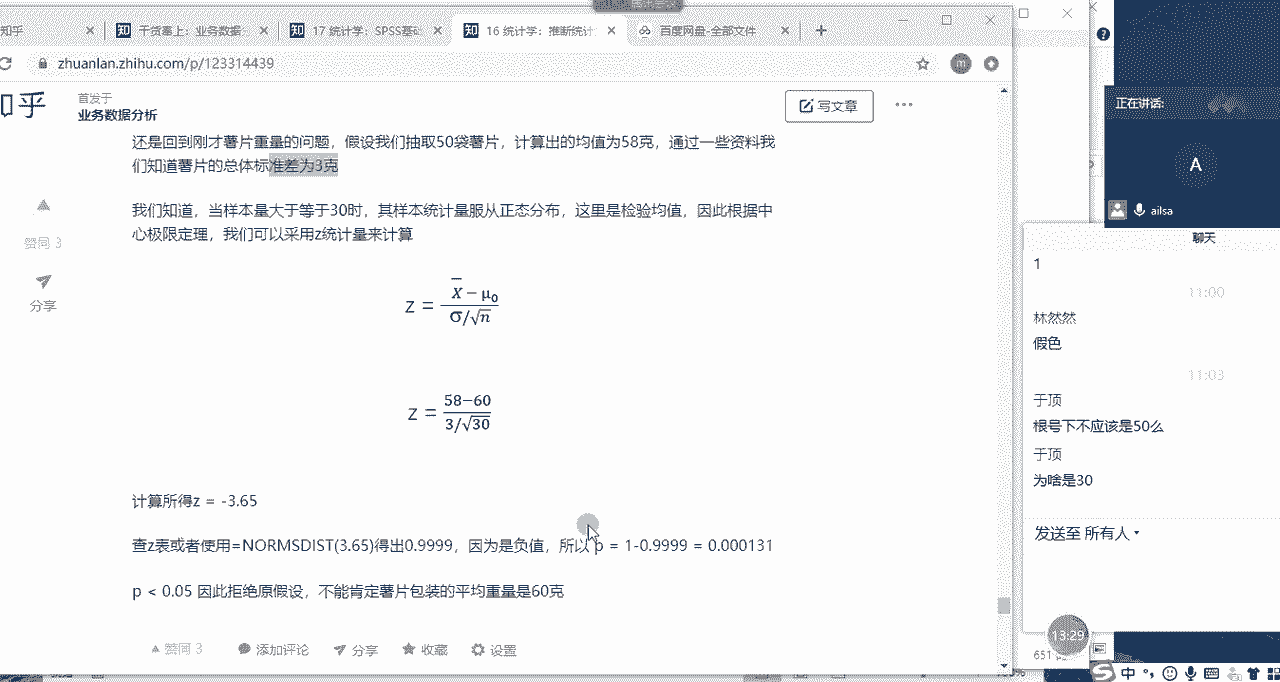 知乎
干货塞上：业务数据
17 统计学：SPSS基础
16 统计学：推断统计
百度网盘-全部文件
zhuanlan.zhihu.com/p/123314439
m
知乎
首发于
业务数据分析
写文章
还是回到刚才薯片重量的问题，假设我们抽取50袋薯片，计算出的均值为58克，通过一些资料我
们知道薯片的总体标准差为3克
我们知道，当样本量大于等于30时，其样本统计量服从正态分布，这里是检验均值，因此根据中
心极限定理，我们可以采用z统计量来计算
赞同 3
分享
z = (X̅ − μ₀) / (σ/√n)
z = (58−60) / (3/√30)
计算所得z = -3.65
查z表或者使用=NORMSDIST(3.65)得出0.9999，因为是负值，所以 p = 1-0.9999 = 0.000131
p < 0.05 因此拒绝原假设，不能肯定薯片包装的平均重量是60克
赞同 3
添加评论
分享
收藏
设置
正在讲话:
A
ailsa
聊天
1
11:00
林然然
假色
11:03
于顶
根号下不应该是50么
于顶
为啥是30
发送至 所有人
13:29
651
中